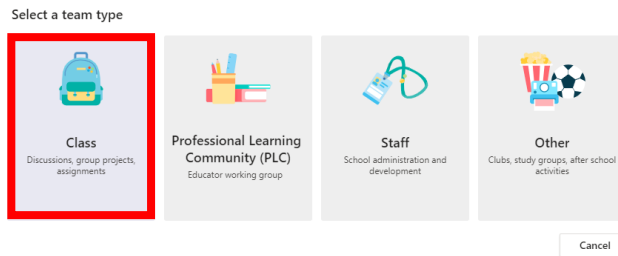 Select a team type
Class
Discussions, group projects,
assignments
Professional Learning
Community (PLC)
Educator working group
Staff
School administration and
development
Other
Clubs, study groups, after school
activities
Cancel